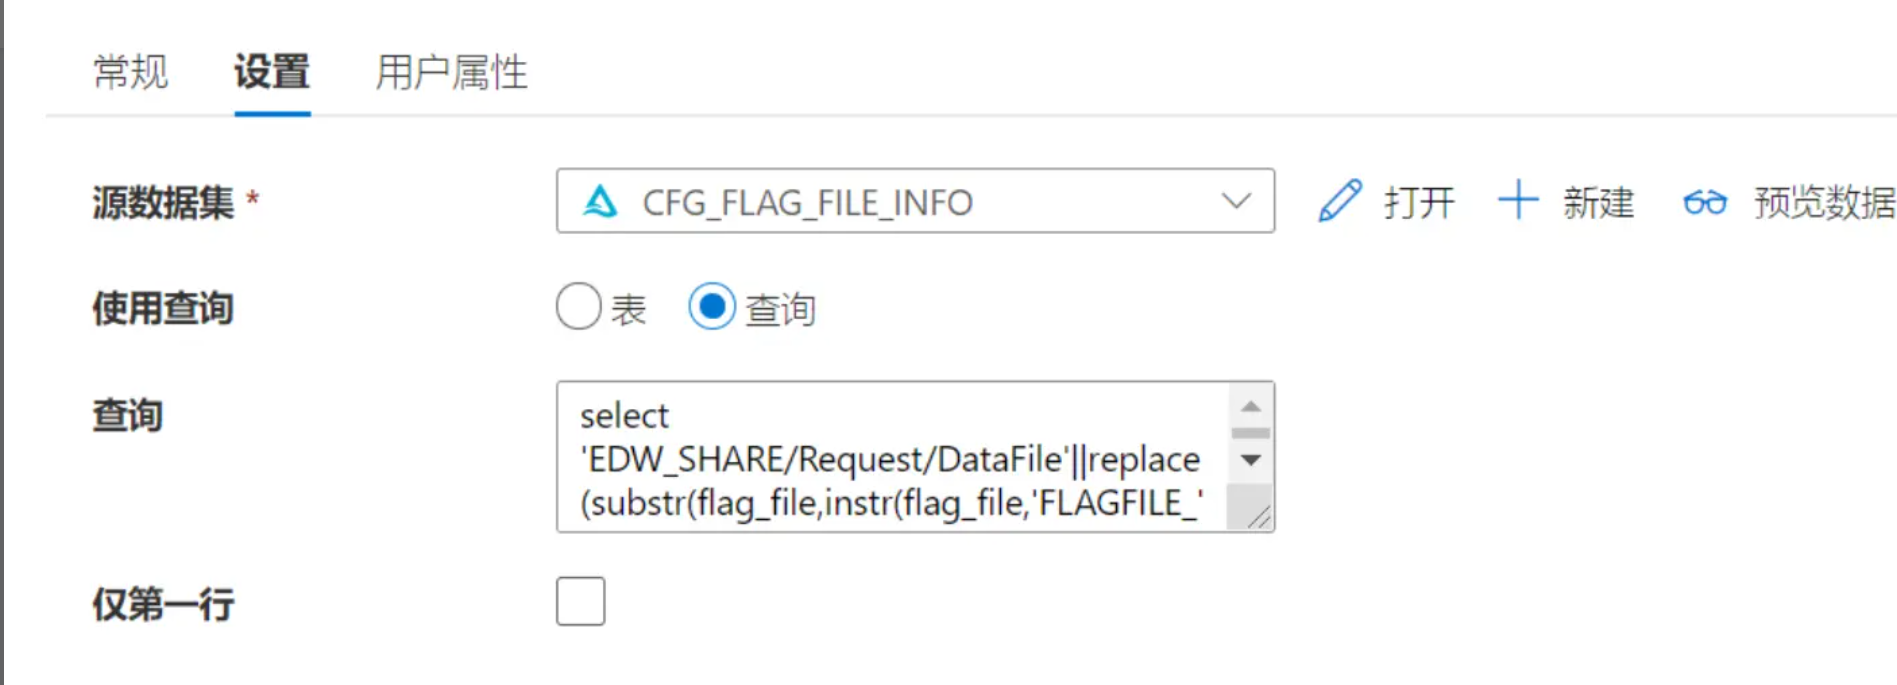 常规 设置 用户属性
源数据集 * CFG_FLAG_FILE_INFO 打开 新建 预览数据
使用查询 表 查询
查询
select
'EDW_SHARE/Request/DataFile'||replace
(substr(flag_file,instr(flag_file,'FLAGFILE_'
仅第一行